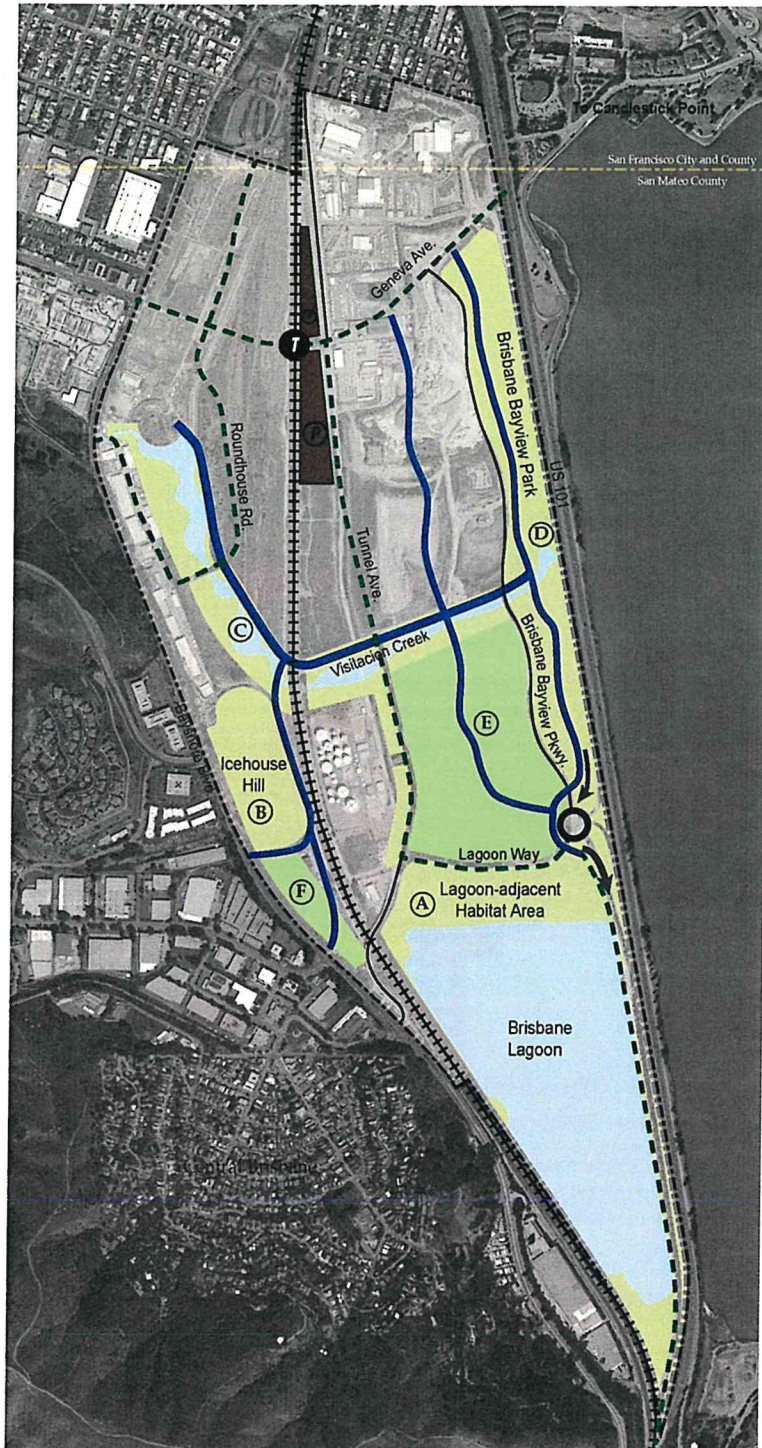 To Candlestick Point
San Francisco City and County
San Mateo County
Geneva Ave.
T
P
Brisbane Bayview Park
US 101
Roundhouse Rd.
Tunnel Ave.
D
C
Visitacion Creek
Brisbane Bayview Pkwy.
E
Bayshore Blvd.
Icehouse
Hill
B
Lagoon Way
F
A
Lagoon-adjacent
Habitat Area
Brisbane
Lagoon
Central Brisbane